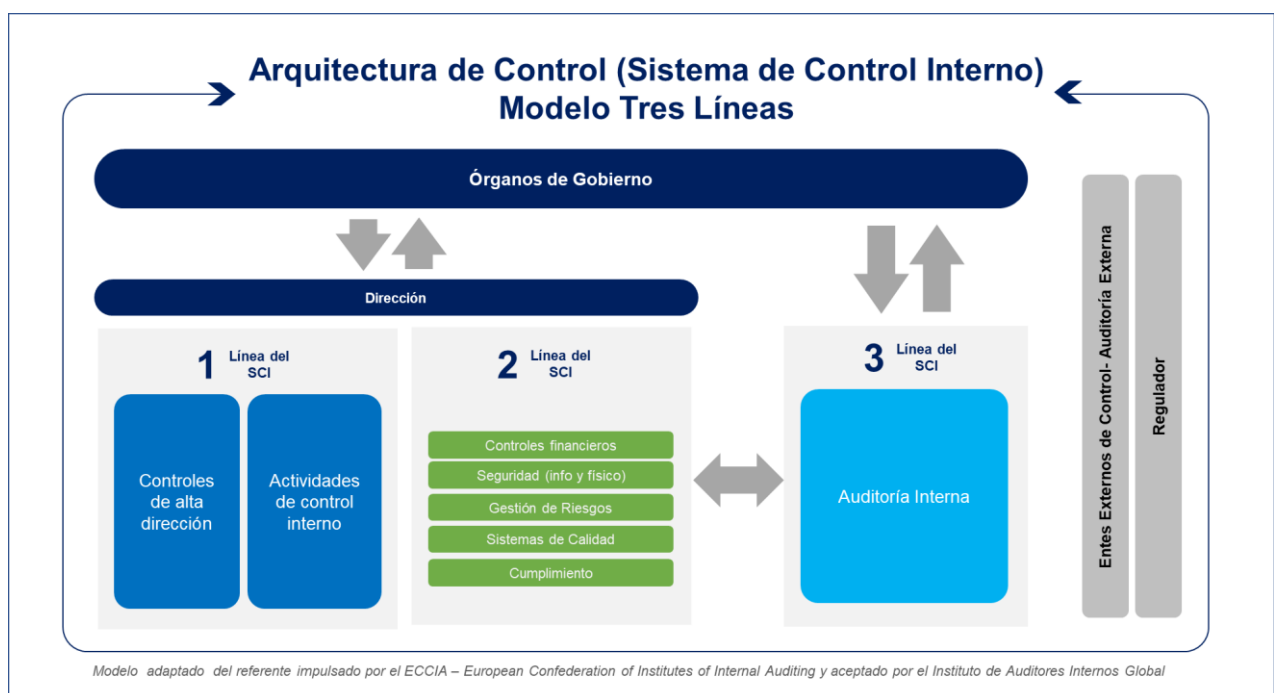 Arquitectura de Control (Sistema de Control Interno)
Modelo Tres Líneas
Órganos de Gobierno
Dirección
1 Línea del
SCI
Controles
de alta
dirección
Actividades
de control
interno
2 Línea del
SCI
Controles financieros
Seguridad (info y físico)
Gestión de Riesgos
Sistemas de Calidad
Cumplimiento
3 Línea del
SCI
Auditoría Interna
Entes Externos de Control- Auditoría Externa
Regulador
Modelo adaptado del referente impulsado por el ECCIA – European Confederation of Institutes of Internal Auditing y aceptado por el Instituto de Auditores Internos Global